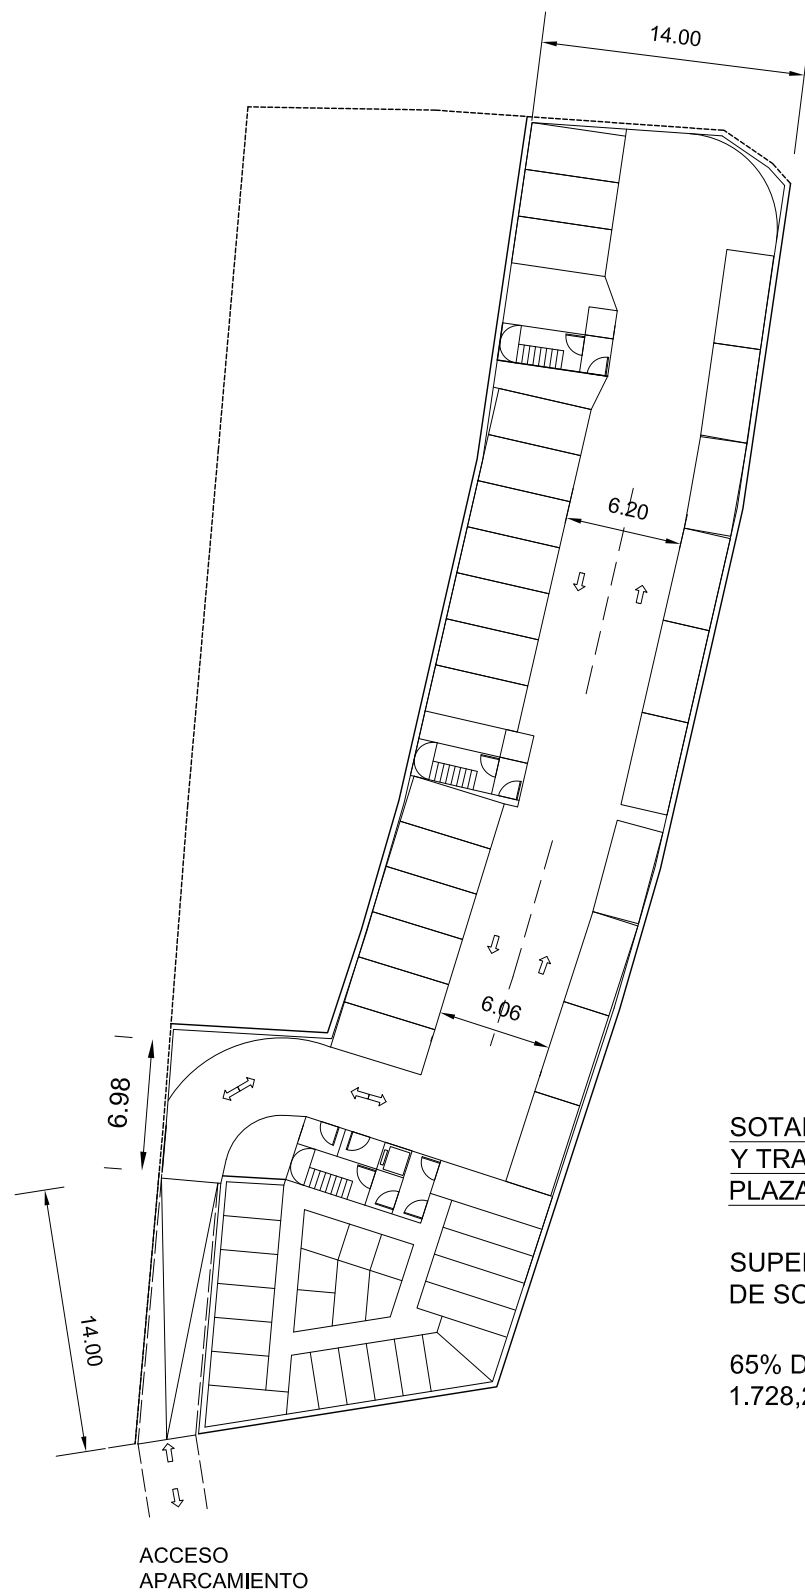 14.00
6.20
6.06
6.98
SOTA
Y TRA
PLAZA
SUPE
DE SO
14.00
65% D
1.728,2
ACCESO
APARCAMIENTO